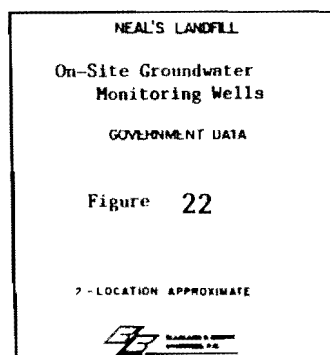 NEAL'S LANDFILL
On-Site Groundwater
Monitoring Wells
GOVERNMENT DATA
Figure 22
? - LOCATION APPROXIMATE